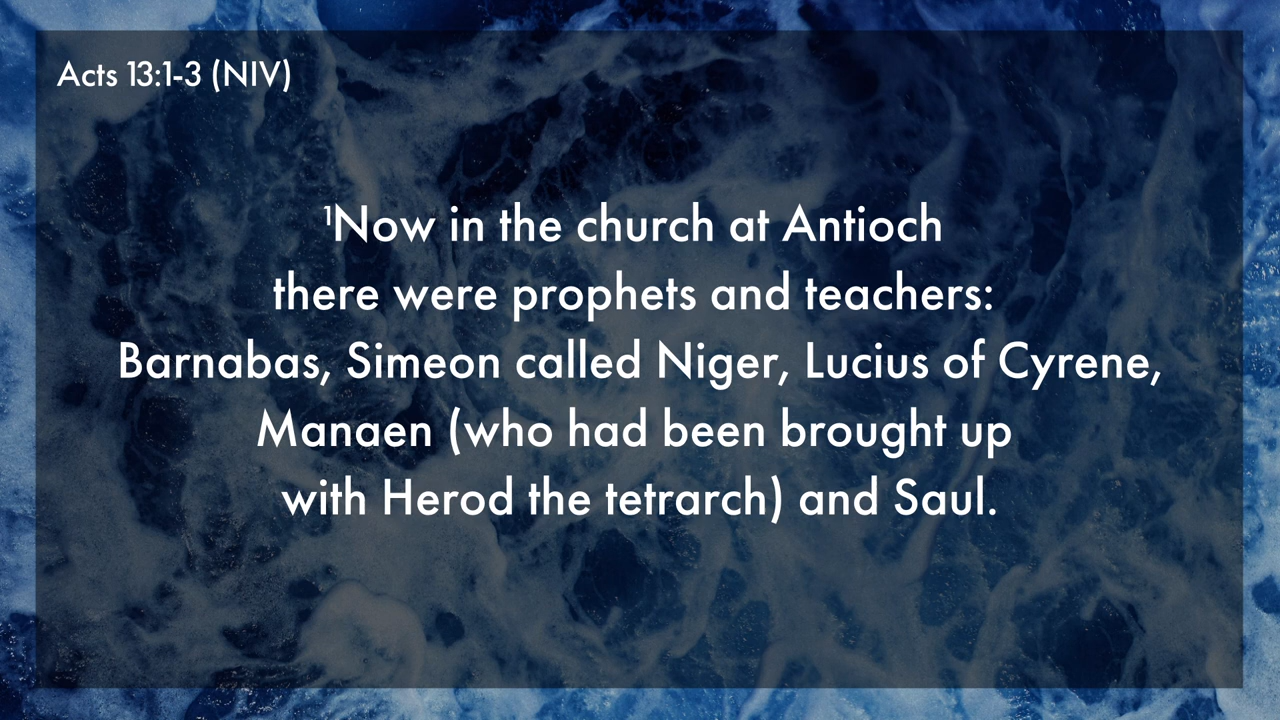 Acts 13:1-3 (NIV)
¹Now in the church at Antioch
there were prophets and teachers:
Barnabas, Simeon called Niger, Lucius of Cyrene,
Manaen (who had been brought up
with Herod the tetrarch) and Saul.